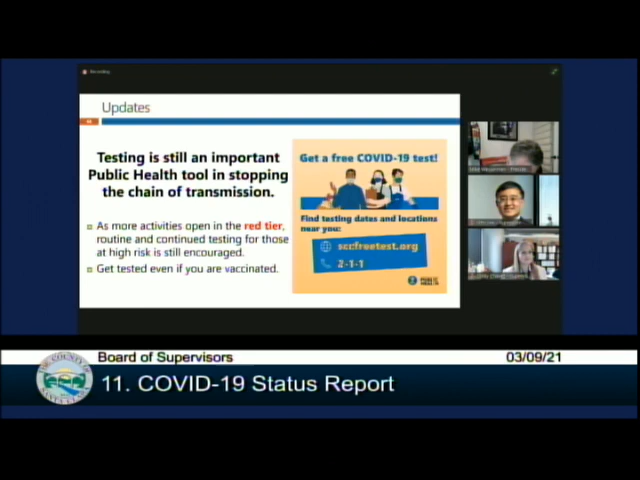 Recording
Updates
Testing is still an important
Public Health tool in stopping
the chain of transmission.
As more activities open in the red tier,
routine and continued testing for those
at high risk is still encouraged.
Get tested even if you are vaccinated.
Get a free COVID-19 test!
Find testing dates and locations
near you:
sccfreetest.org
2-1-1
PUBLIC
HEALTH
Board of Supervisors
03/09/21
11. COVID-19 Status Report